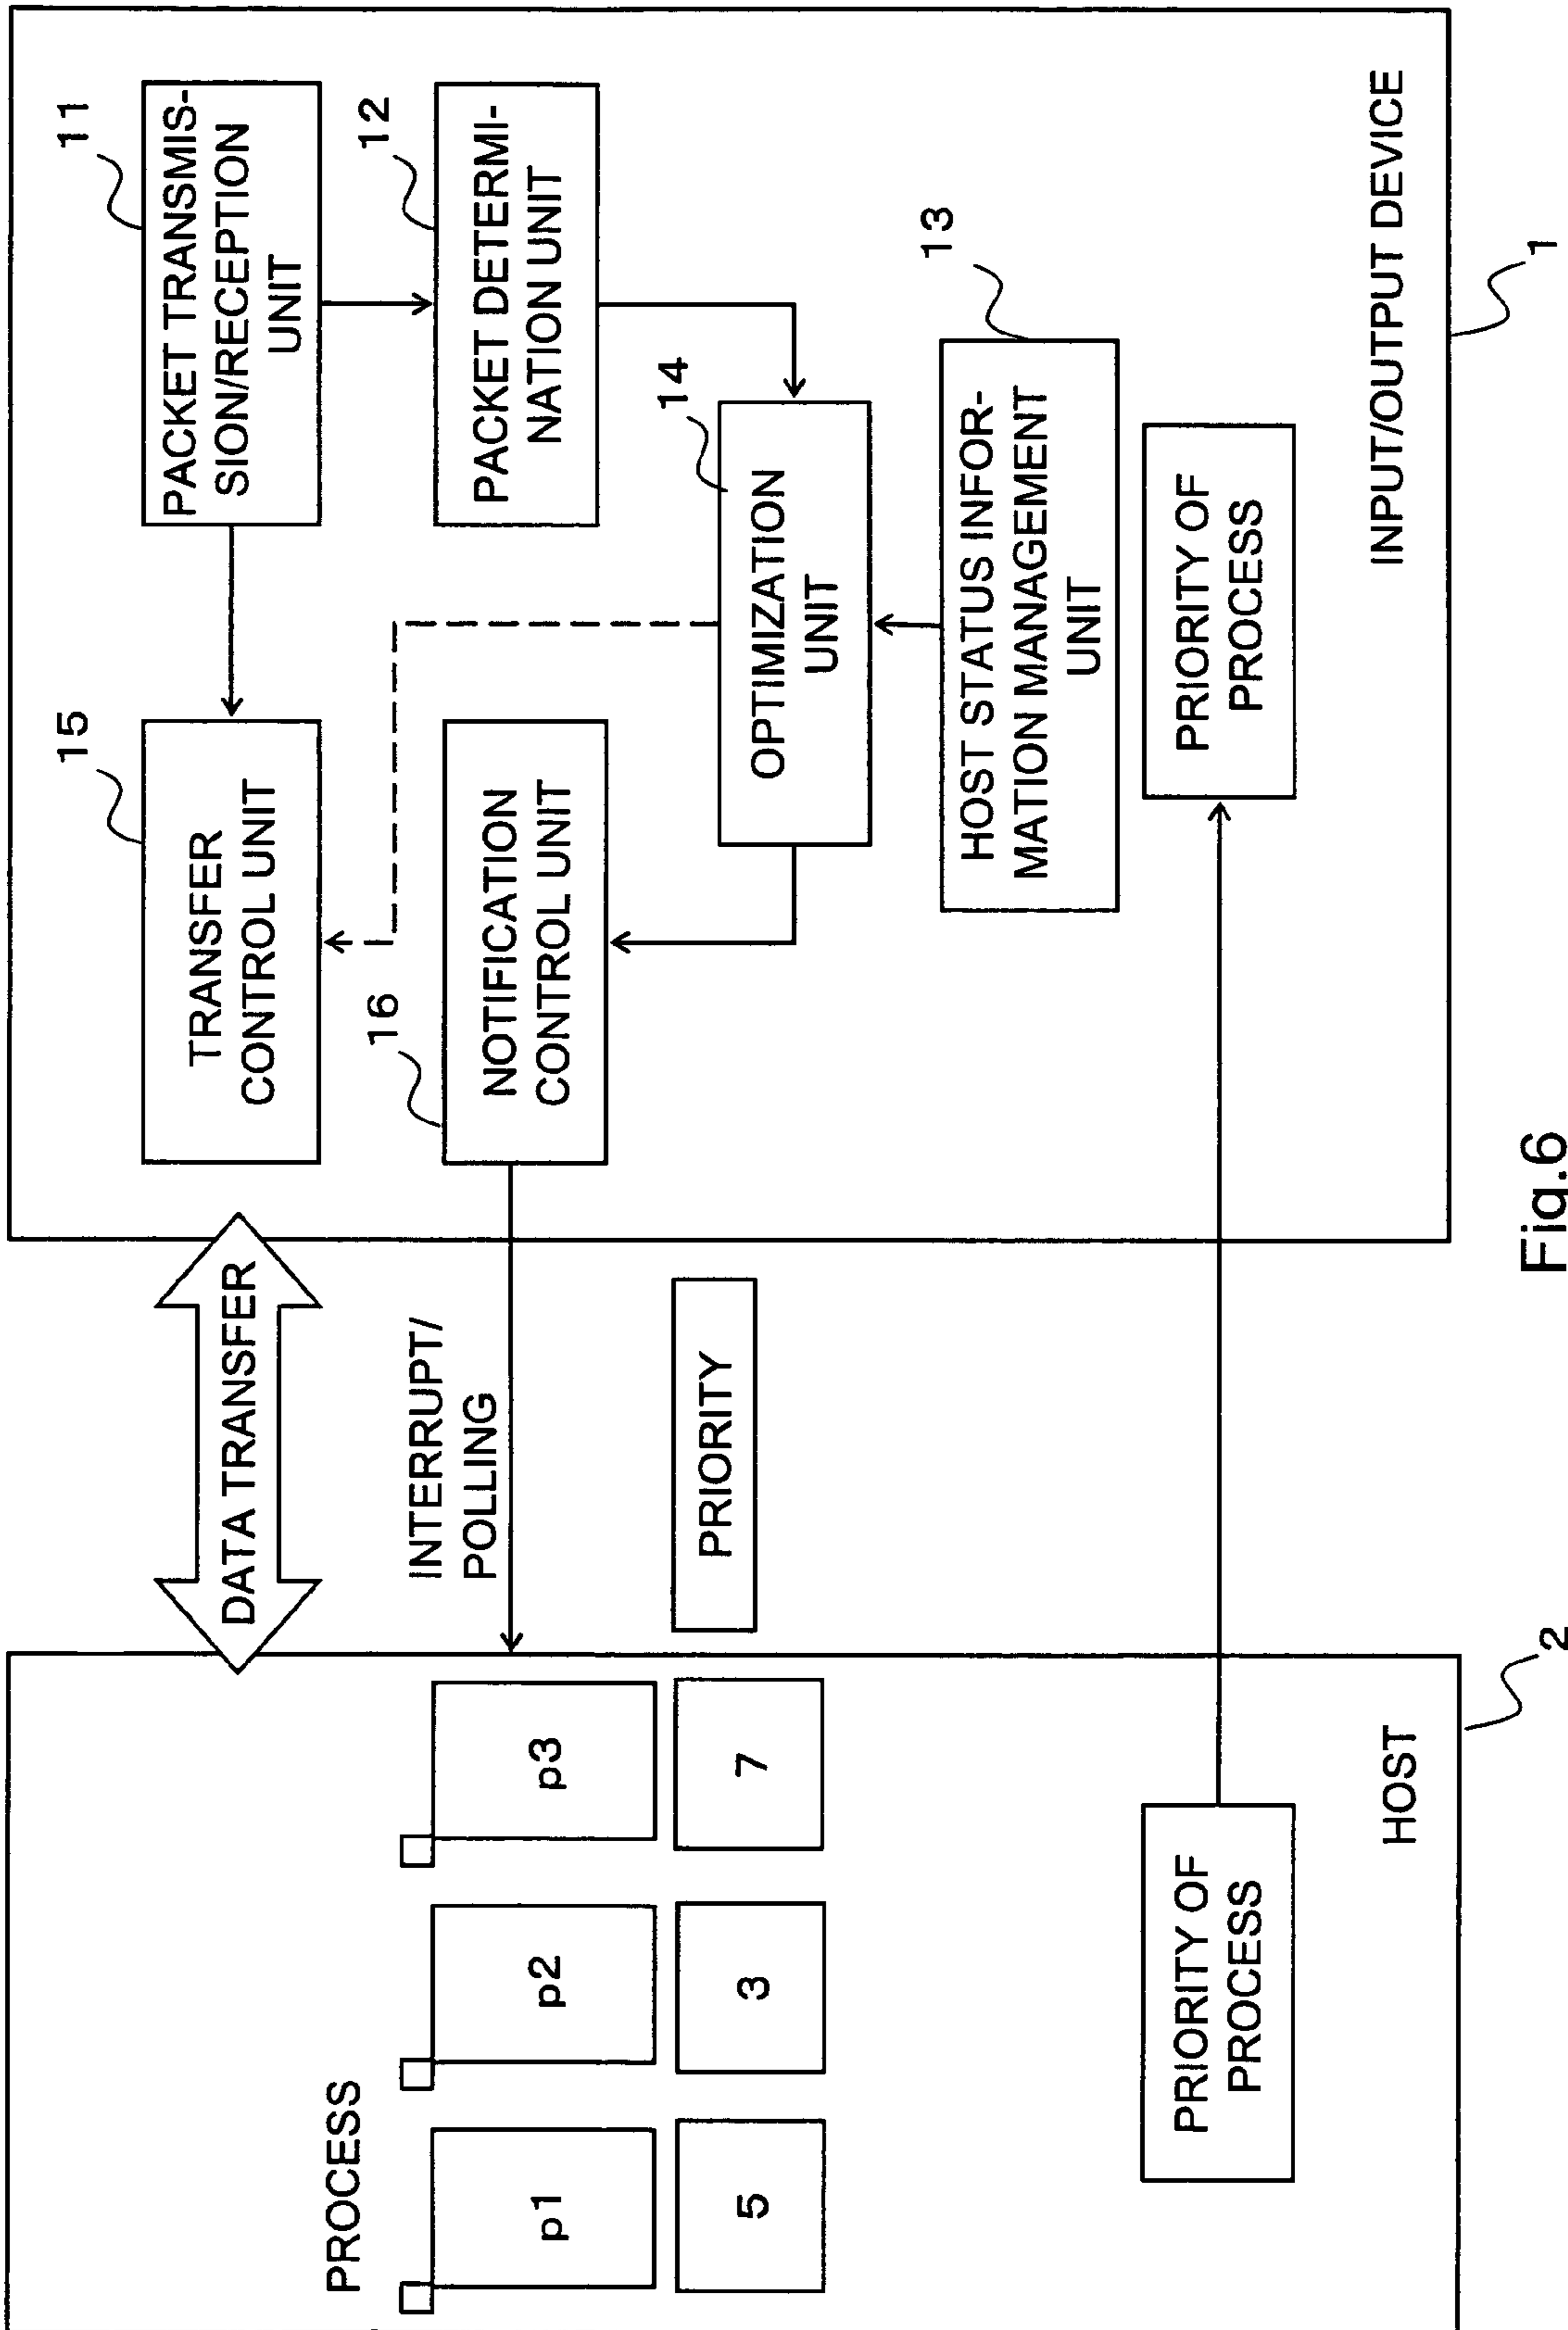 PROCESS
p1
p2
p3
5
3
7
PRIORITY
PRIORITY OF
PROCESS
HOST
2
DATA TRANSFER
INTERRUPT/
POLLING
15
TRANSFER
CONTROL UNIT
11
PACKET TRANSMIS-
SION/RECEPTION
UNIT
16
NOTIFICATION
CONTROL UNIT
12
PACKET DETERMI-
NATION UNIT
14
OPTIMIZATION
UNIT
13
HOST STATUS INFOR-
MATION MANAGEMENT
UNIT
PRIORITY OF
PROCESS
INPUT/OUTPUT DEVICE
1
Fig.6